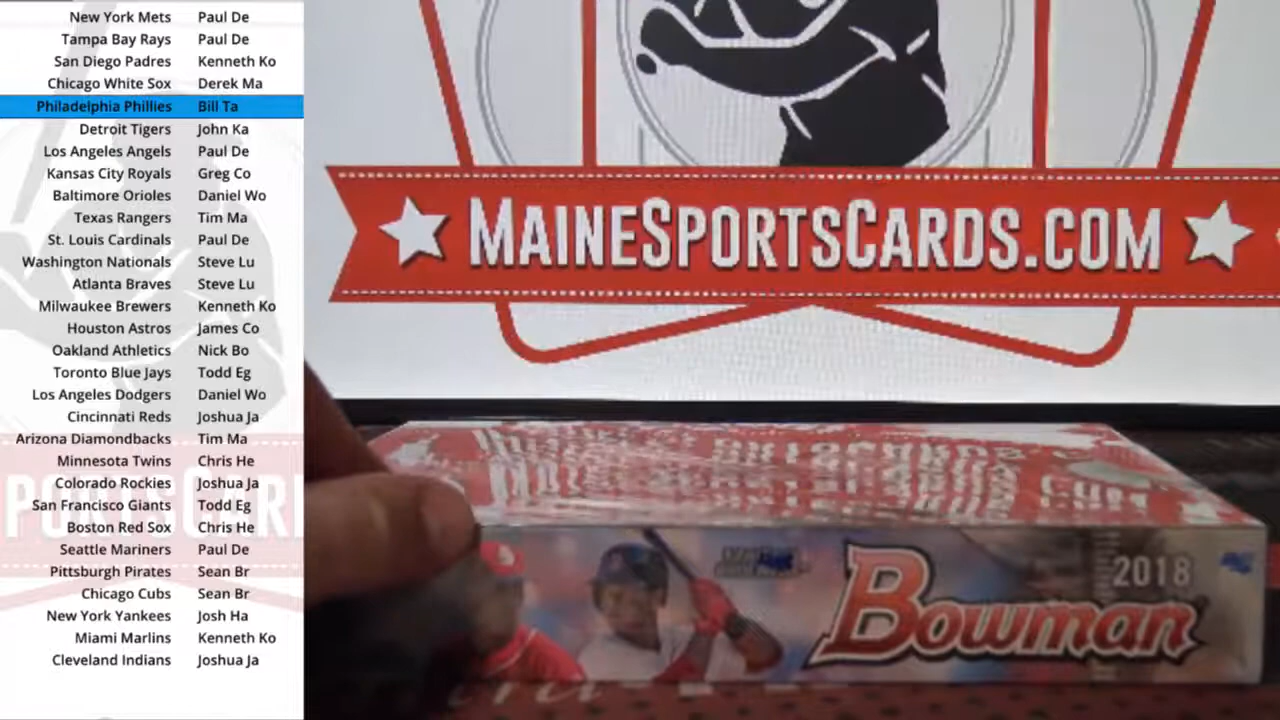 New York Mets Paul De
Tampa Bay Rays Paul De
San Diego Padres Kenneth Ko
Chicago White Sox Derek Ma
Philadelphia Phillies Bill Ta
Detroit Tigers John Ka
Los Angeles Angels Paul De
Kansas City Royals Greg Co
Baltimore Orioles Daniel Wo
Texas Rangers Tim Ma
St. Louis Cardinals Paul De
Washington Nationals Steve Lu
Atlanta Braves Steve Lu
Milwaukee Brewers Kenneth Ko
Houston Astros James Co
Oakland Athletics Nick Bo
Toronto Blue Jays Todd Eg
Los Angeles Dodgers Daniel Wo
Cincinnati Reds Joshua Ja
Arizona Diamondbacks Tim Ma
Minnesota Twins Chris He
Colorado Rockies Joshua Ja
San Francisco Giants Todd Eg
Boston Red Sox Chris He
Seattle Mariners Paul De
Pittsburgh Pirates Sean Br
Chicago Cubs Sean Br
New York Yankees Josh Ha
Miami Marlins Kenneth Ko
Cleveland Indians Joshua Ja
MAINESPORTSCARDS.COM
2018
Bowman